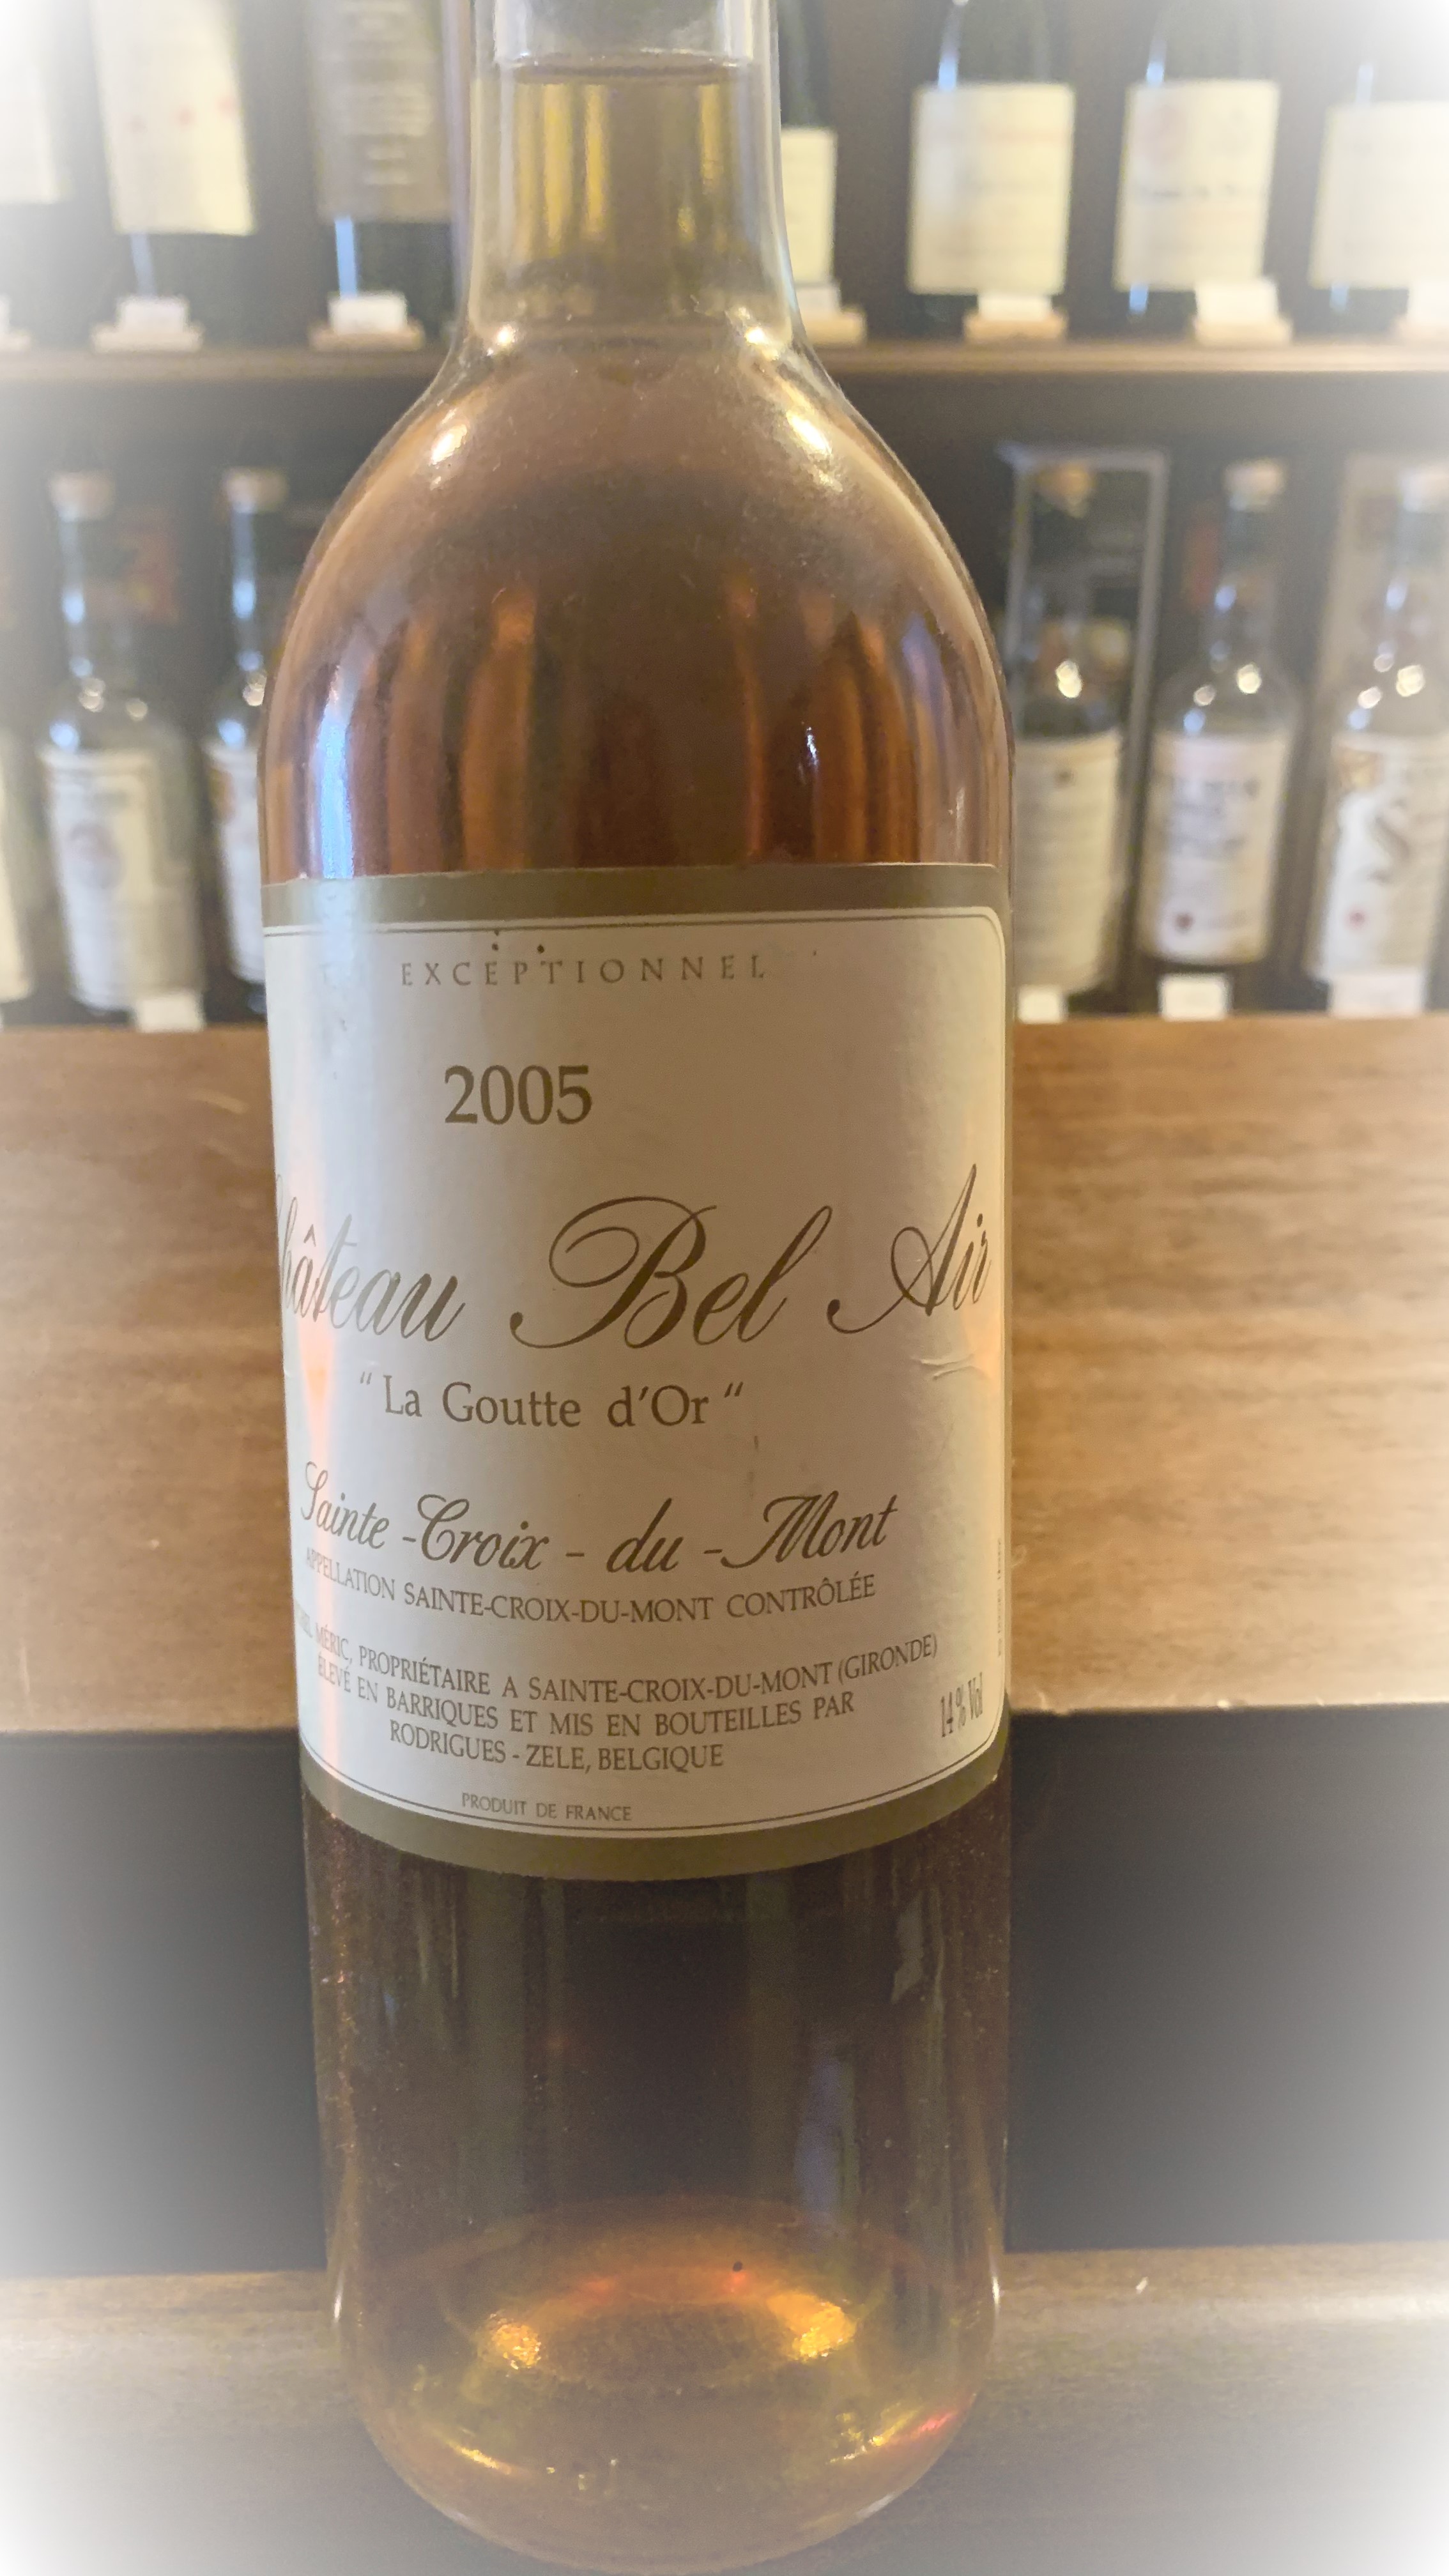 EXCEPTIONNEL
2005
Château Bel Air
"La Goutte d'Or"
Sainte-Croix-du-Mont
APPELLATION SAINTE-CROIX-DU-MONT CONTRÔLÉE
MÉRIC, PROPRIÉTAIRE A SAINTE-CROIX-DU-MONT (GIRONDE)
ÉLEVÉ EN BARRIQUES ET MIS EN BOUTEILLES PAR
RODRIGUES - ZELE, BELGIQUE
14% Vol
PRODUIT DE FRANCE